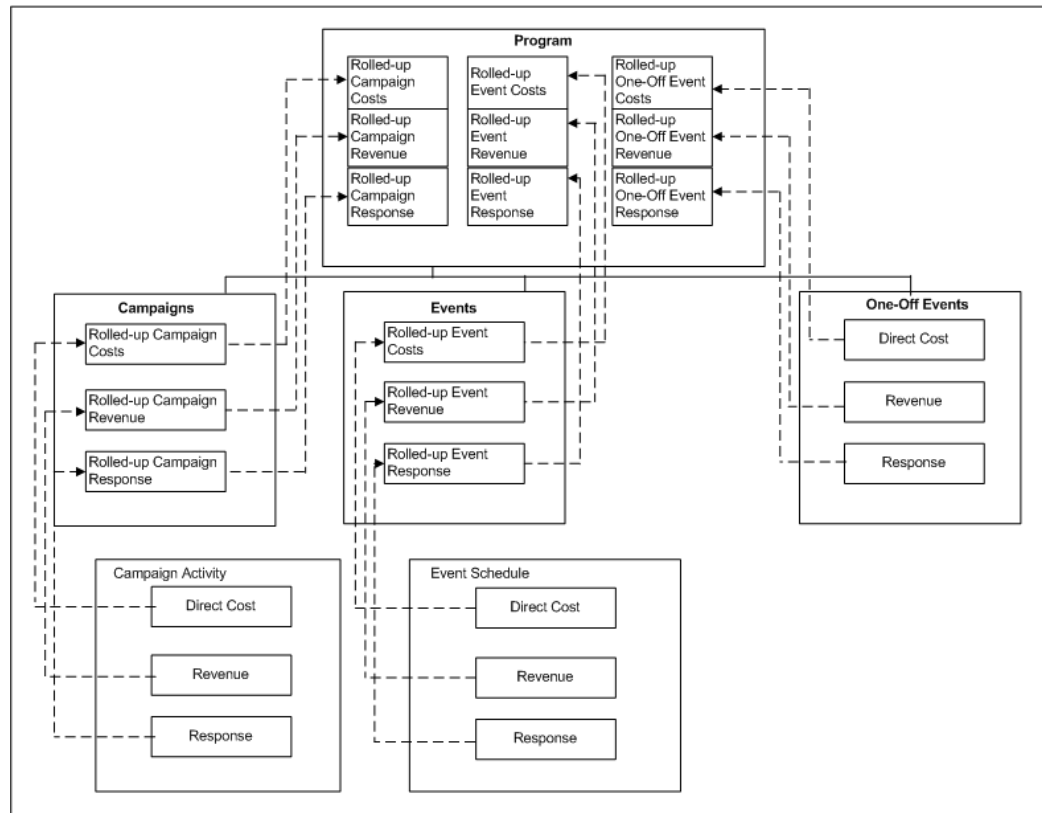 Program
Rolled-up
Campaign
Costs
Rolled-up
Campaign
Revenue
Rolled-up
Campaign
Response
Rolled-up
Event Costs
Rolled-up
Event
Revenue
Rolled-up
Event
Response
Rolled-up
One-Off Event
Costs
Rolled-up
One-Off Event
Revenue
Rolled-up
One-Off Event
Response
Campaigns
Rolled-up Campaign
Costs
Rolled-up Campaign
Revenue
Rolled-up Campaign
Response
Events
Rolled-up Event
Costs
Rolled-up Event
Revenue
Rolled-up Event
Response
One-Off Events
Direct Cost
Revenue
Response
Campaign Activity
Direct Cost
Revenue
Response
Event Schedule
Direct Cost
Revenue
Response